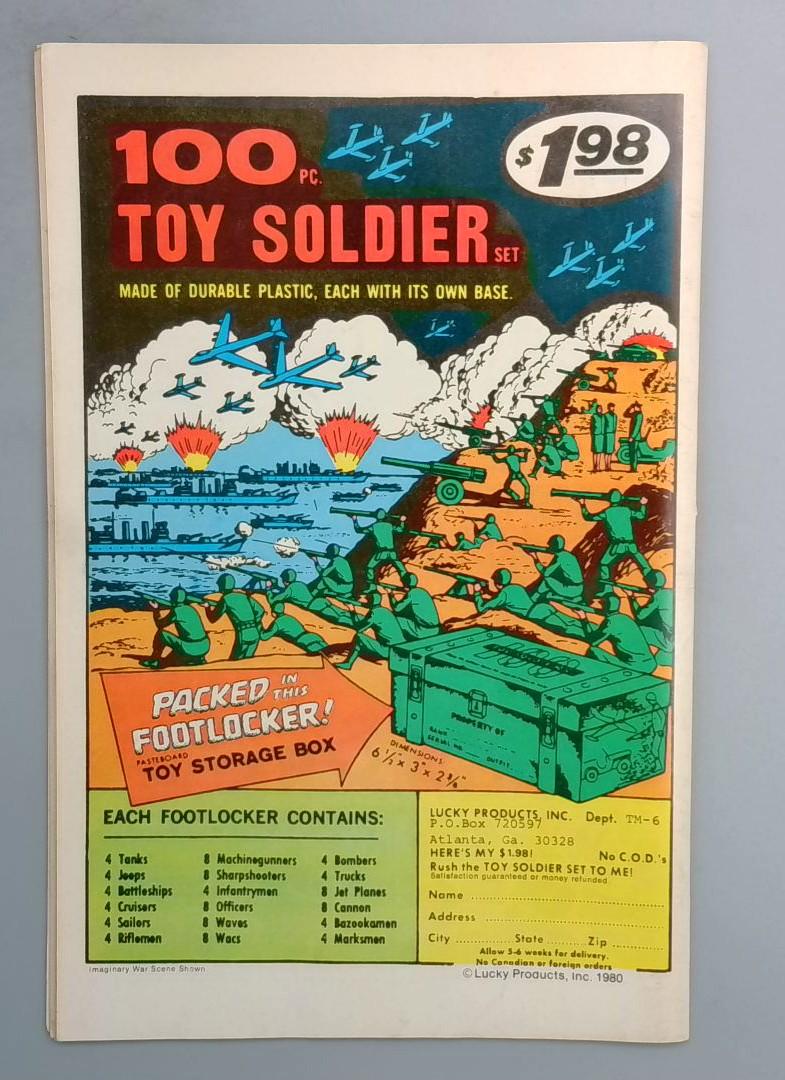 $1.98
100 PC.
TOY SOLDIER SET
MADE OF DURABLE PLASTIC, EACH WITH ITS OWN BASE.
PACKED IN THIS
FOOTLOCKER!
PASTEBOARD
TOY STORAGE BOX
DIMENSIONS:
6 1/2" x 3" x 2 3/8"
PROPERTY OF
RANK
SERIAL NO. OUTFIT
EACH FOOTLOCKER CONTAINS:
4 Tanks
4 Jeeps
4 Battleships
4 Cruisers
4 Sailors
4 Riflemen
8 Machinegunners
8 Sharpshooters
4 Infantrymen
8 Officers
8 Waves
8 Wacs
4 Bombers
4 Trucks
8 Jet Planes
8 Cannon
4 Bazookamen
4 Marksmen
LUCKY PRODUCTS, INC. Dept. TM-6
P.O.Box 720597
Atlanta, Ga. 30328
HERE'S MY $1.98! No C.O.D.'s
Rush the TOY SOLDIER SET TO ME!
Satisfaction guaranteed or money refunded.
Name
Address
City State Zip
Allow 5-6 weeks for delivery.
No Canadian or foreign orders
Imaginary War Scene Shown
© Lucky Products, Inc. 1980